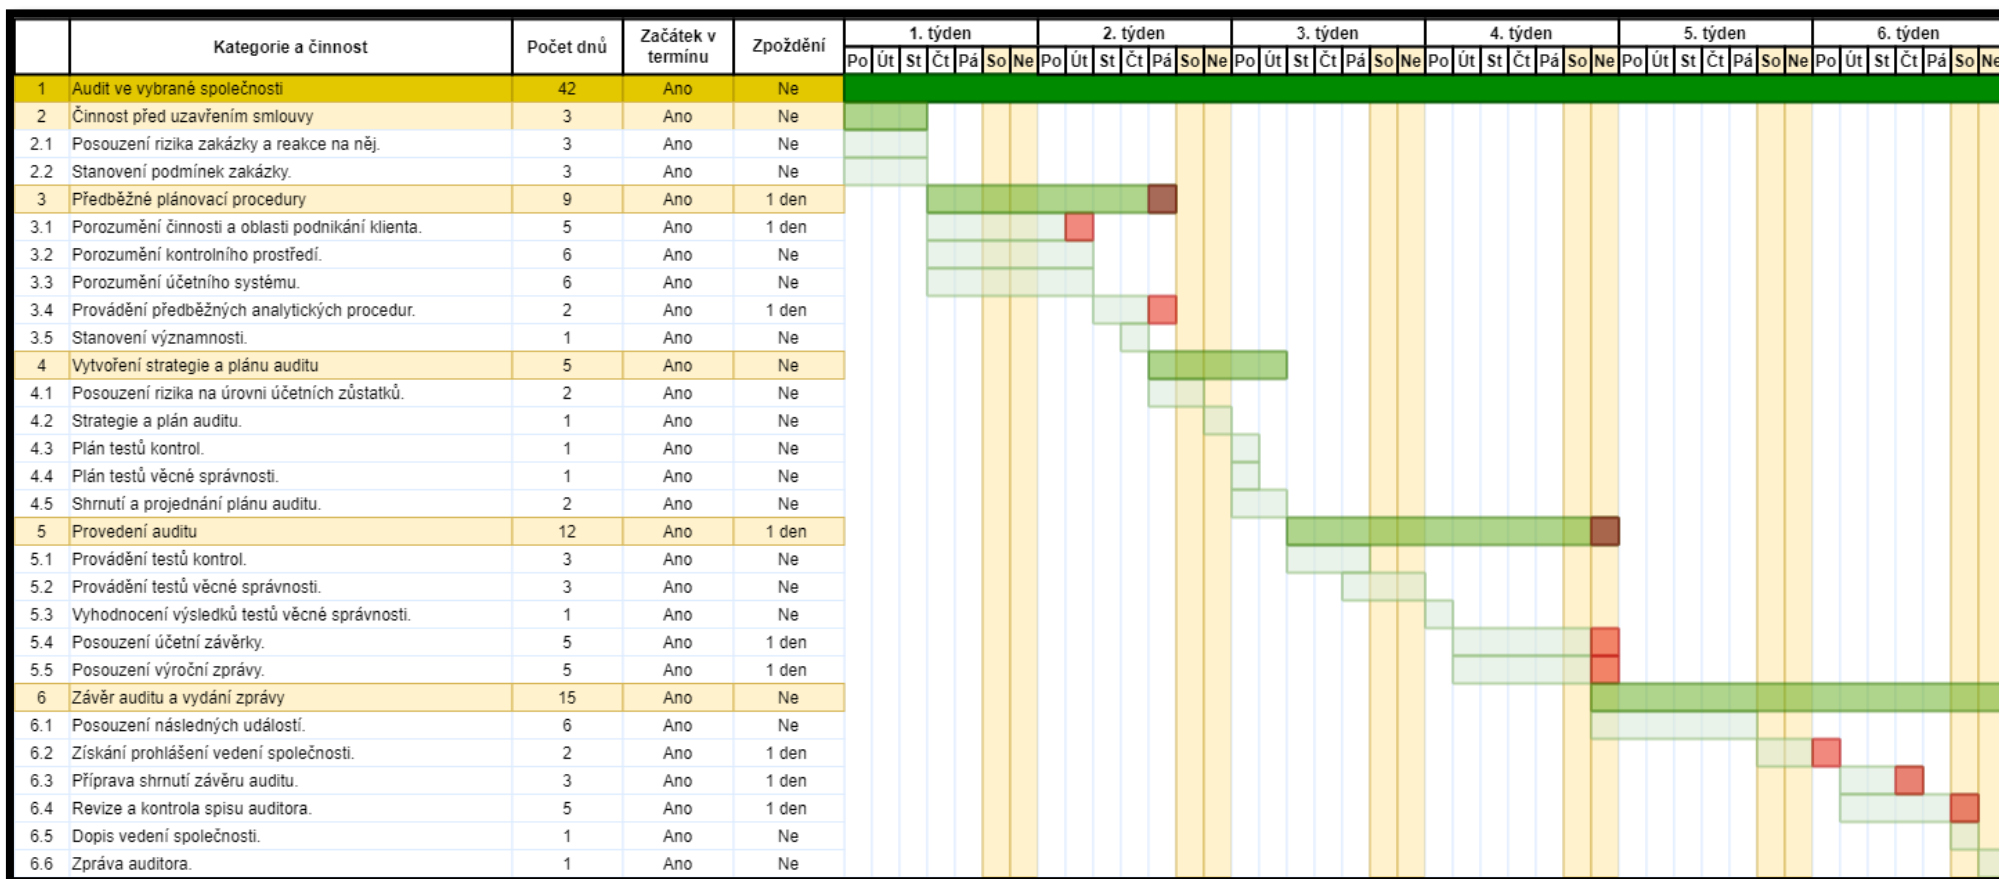 Kategorie a činnost Počet dnů Začátek v termínu Zpoždění 1. týden 2. týden 3. týden 4. týden 5. týden 6. týden
Po Út St Čt Pá So Ne Po Út St Čt Pá So Ne Po Út St Čt Pá So Ne Po Út St Čt Pá So Ne Po Út St Čt Pá So Ne Po Út St Čt Pá So Ne
1 Audit ve vybrané společnosti 42 Ano Ne
2 Činnost před uzavřením smlouvy 3 Ano Ne
2.1 Posouzení rizika zakázky a reakce na něj. 3 Ano Ne
2.2 Stanovení podmínek zakázky. 3 Ano Ne
3 Předběžné plánovací procedury 9 Ano 1 den
3.1 Porozumění činnosti a oblasti podnikání klienta. 5 Ano 1 den
3.2 Porozumění kontrolního prostředí. 6 Ano Ne
3.3 Porozumění účetního systému. 6 Ano Ne
3.4 Provádění předběžných analytických procedur. 2 Ano 1 den
3.5 Stanovení významnosti. 1 Ano Ne
4 Vytvoření strategie a plánu auditu 5 Ano Ne
4.1 Posouzení rizika na úrovni účetních zůstatků. 2 Ano Ne
4.2 Strategie a plán auditu. 1 Ano Ne
4.3 Plán testů kontrol. 1 Ano Ne
4.4 Plán testů věcné správnosti. 1 Ano Ne
4.5 Shrnutí a projednání plánu auditu. 2 Ano Ne
5 Provedení auditu 12 Ano 1 den
5.1 Provádění testů kontrol. 3 Ano Ne
5.2 Provádění testů věcné správnosti. 3 Ano Ne
5.3 Vyhodnocení výsledků testů věcné správnosti. 1 Ano Ne
5.4 Posouzení účetní závěrky. 5 Ano 1 den
5.5 Posouzení výroční zprávy. 5 Ano 1 den
6 Závěr auditu a vydání zprávy 15 Ano Ne
6.1 Posouzení následných událostí. 6 Ano Ne
6.2 Získání prohlášení vedení společnosti. 2 Ano 1 den
6.3 Příprava shrnutí závěru auditu. 3 Ano 1 den
6.4 Revize a kontrola spisu auditora. 5 Ano 1 den
6.5 Dopis vedení společnosti. 1 Ano Ne
6.6 Zpráva auditora. 1 Ano Ne